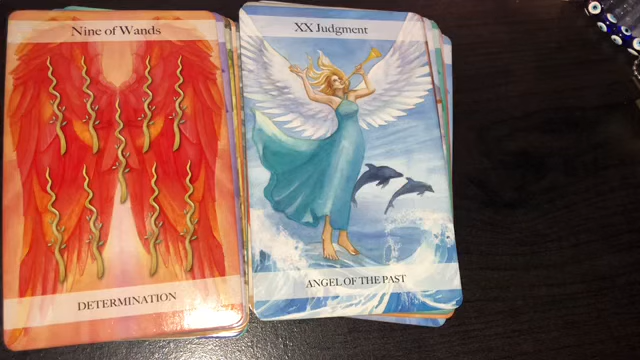 Nine of Wands
DETERMINATION
XX Judgment
ANGEL OF THE PAST